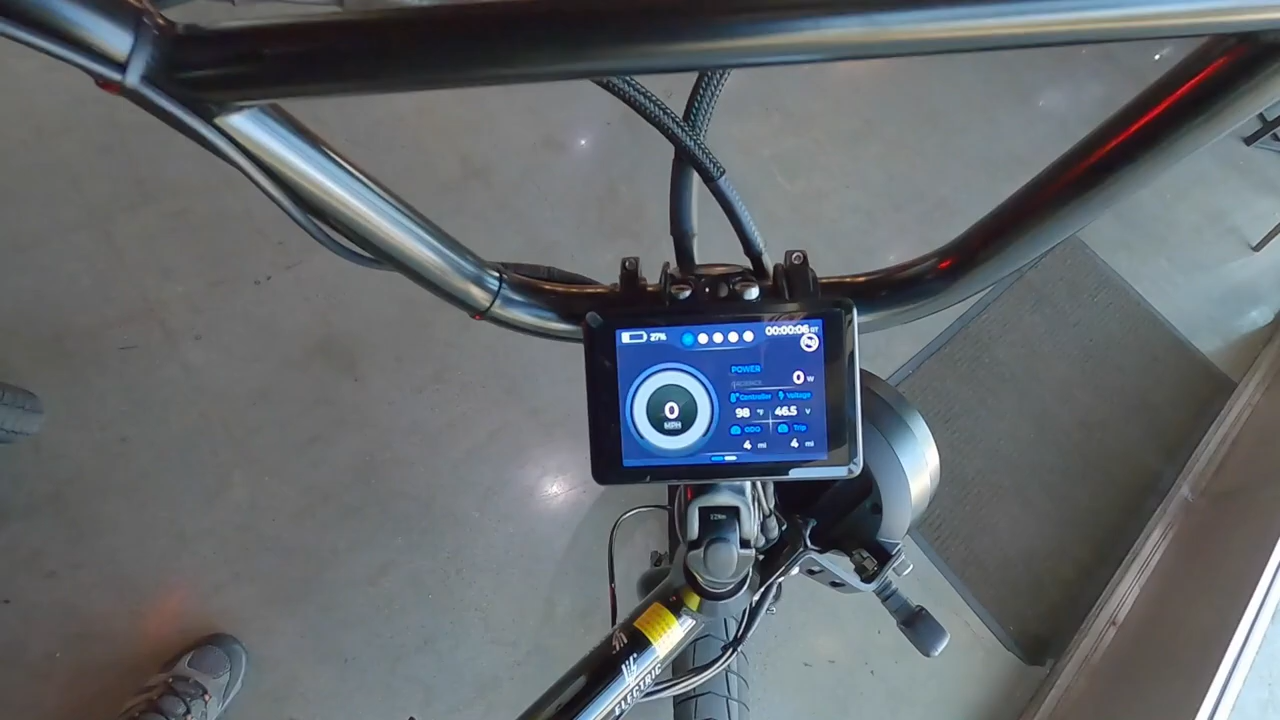 27% 00:00:06 RT
POWER
0 W
Controller Voltage
98 °F 46.5 V
ODO Trip
4 mi 4 mi
0
MPH
ELECTRIC